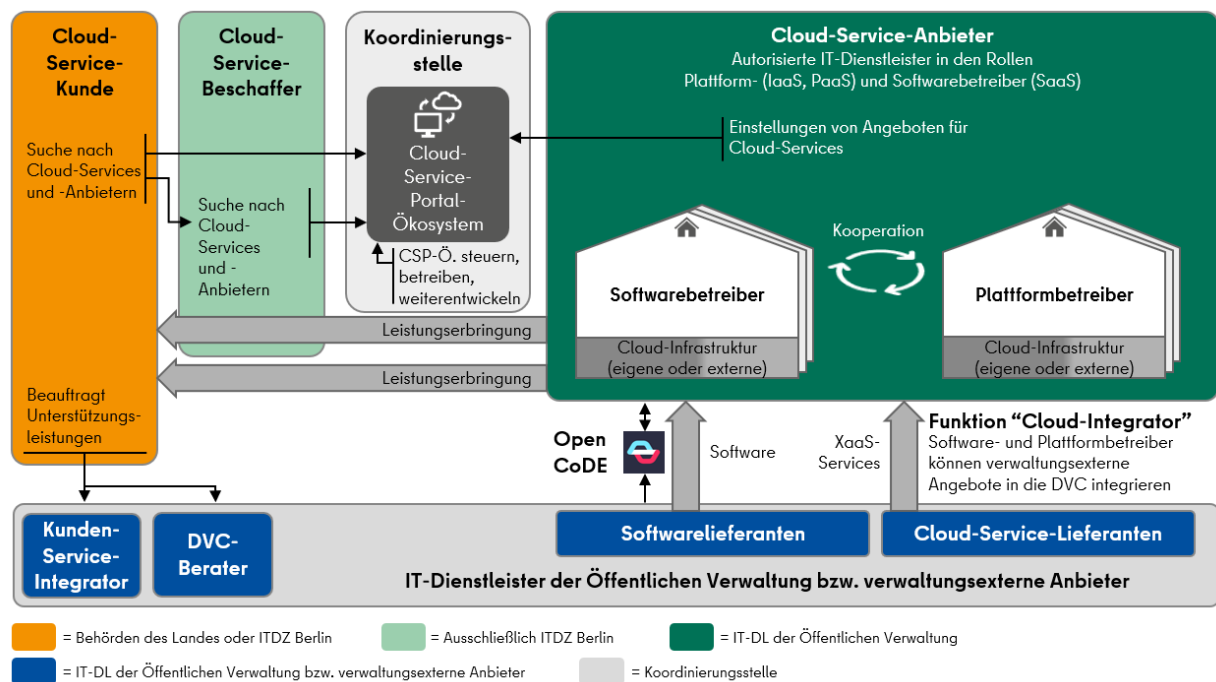 Cloud-
Service-
Kunde
Suche nach
Cloud-Services
und -Anbietern
Beauftragt
Unterstützungs-
leistungen
Cloud-
Service-
Beschaffer
Suche nach
Cloud-
Services
und -
Anbietern
Koordinierungs-
stelle
Cloud-
Service-
Portal-
Ökosystem
CSP-Ö. steuern,
betreiben,
weiterentwickeln
Cloud-Service-Anbieter
Autorisierte IT-Dienstleister in den Rollen
Plattform- (IaaS, PaaS) und Softwarebetreiber (SaaS)
Einstellungen von Angeboten für
Cloud-Services
Softwarebetreiber
Cloud-Infrastruktur
(eigene oder externe)
Kooperation
Plattformbetreiber
Cloud-Infrastruktur
(eigene oder externe)
Leistungserbringung
Leistungserbringung
Open
CoDE
Software
XaaS-
Services
Funktion “Cloud-Integrator”
Software- und Plattformbetreiber
können verwaltungsexterne
Angebote in die DVC integrieren
Kunden-
Service-
Integrator
DVC-
Berater
Softwarelieferanten
Cloud-Service-Lieferanten
IT-Dienstleister der Öffentlichen Verwaltung bzw. verwaltungsexterne Anbieter
= Behörden des Landes oder ITDZ Berlin
= Ausschließlich ITDZ Berlin
= IT-DL der Öffentlichen Verwaltung
= IT-DL der Öffentlichen Verwaltung bzw. verwaltungsexterne Anbieter
= Koordinierungsstelle